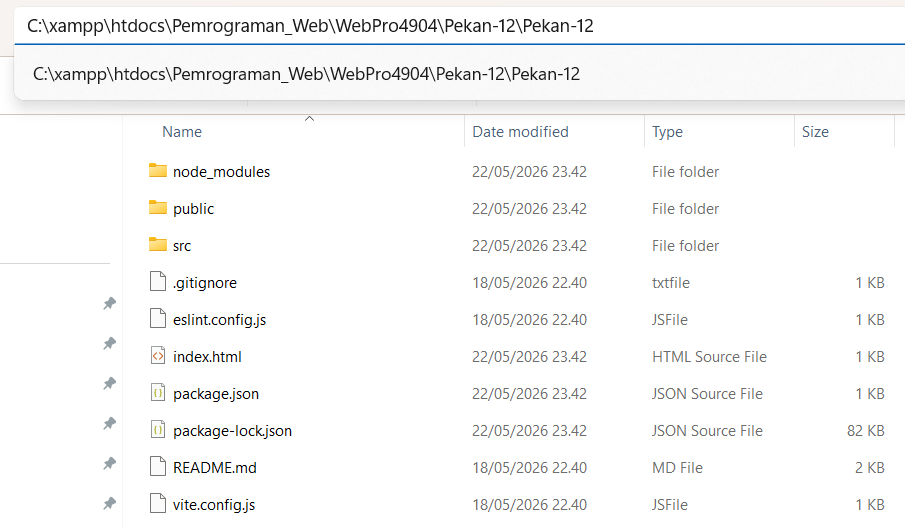 C:\xampp\htdocs\Pemrograman_Web\WebPro4904\Pekan-12\Pekan-12
C:\xampp\htdocs\Pemrograman_Web\WebPro4904\Pekan-12\Pekan-12
Name Date modified Type Size
node_modules 22/05/2026 23.42 File folder
public 22/05/2026 23.42 File folder
src 22/05/2026 23.42 File folder
.gitignore 18/05/2026 22.40 txtfile 1 KB
eslint.config.js 18/05/2026 22.40 JSFile 1 KB
index.html 22/05/2026 23.42 HTML Source File 1 KB
package.json 22/05/2026 23.42 JSON Source File 1 KB
package-lock.json 22/05/2026 23.42 JSON Source File 82 KB
README.md 18/05/2026 22.40 MD File 2 KB
vite.config.js 18/05/2026 22.40 JSFile 1 KB